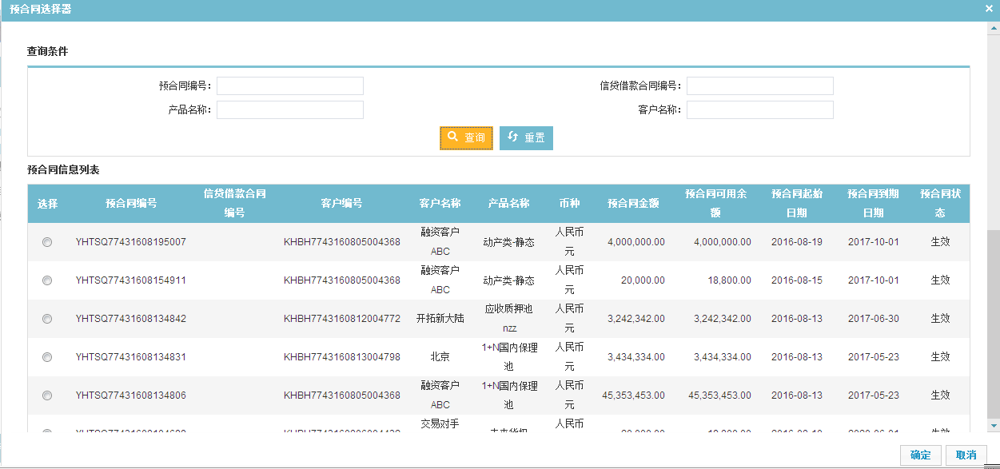 预合同选择器
查询条件
预合同编号： 信贷借款合同编号：
产品名称： 客户名称：
查询 重置
预合同信息列表
选择 预合同编号 信贷借款合同编号 客户编号 客户名称 产品名称 币种 预合同金额 预合同可用余额 预合同起始日期 预合同到期日期 预合同状态
YHTSQ77431608195007 KHBH7743160805004368 融资客户ABC 动产类-静态 人民币元 4,000,000.00 4,000,000.00 2016-08-19 2017-10-01 生效
YHTSQ77431608154911 KHBH7743160805004368 融资客户ABC 动产类-静态 人民币元 20,000.00 18,800.00 2016-08-15 2017-10-01 生效
YHTSQ77431608134842 KHBH7743160812004772 开拓新大陆 应收质押池nzz 人民币元 3,242,342.00 3,242,342.00 2016-08-13 2017-06-30 生效
YHTSQ77431608134831 KHBH7743160813004798 北京 1+N国内保理池 人民币元 3,434,334.00 3,434,334.00 2016-08-13 2017-05-23 生效
YHTSQ77431608134806 KHBH7743160805004368 融资客户ABC 1+N国内保理池 人民币元 45,353,453.00 45,353,453.00 2016-08-13 2017-05-23 生效
交易对手 人民币
确定 取消